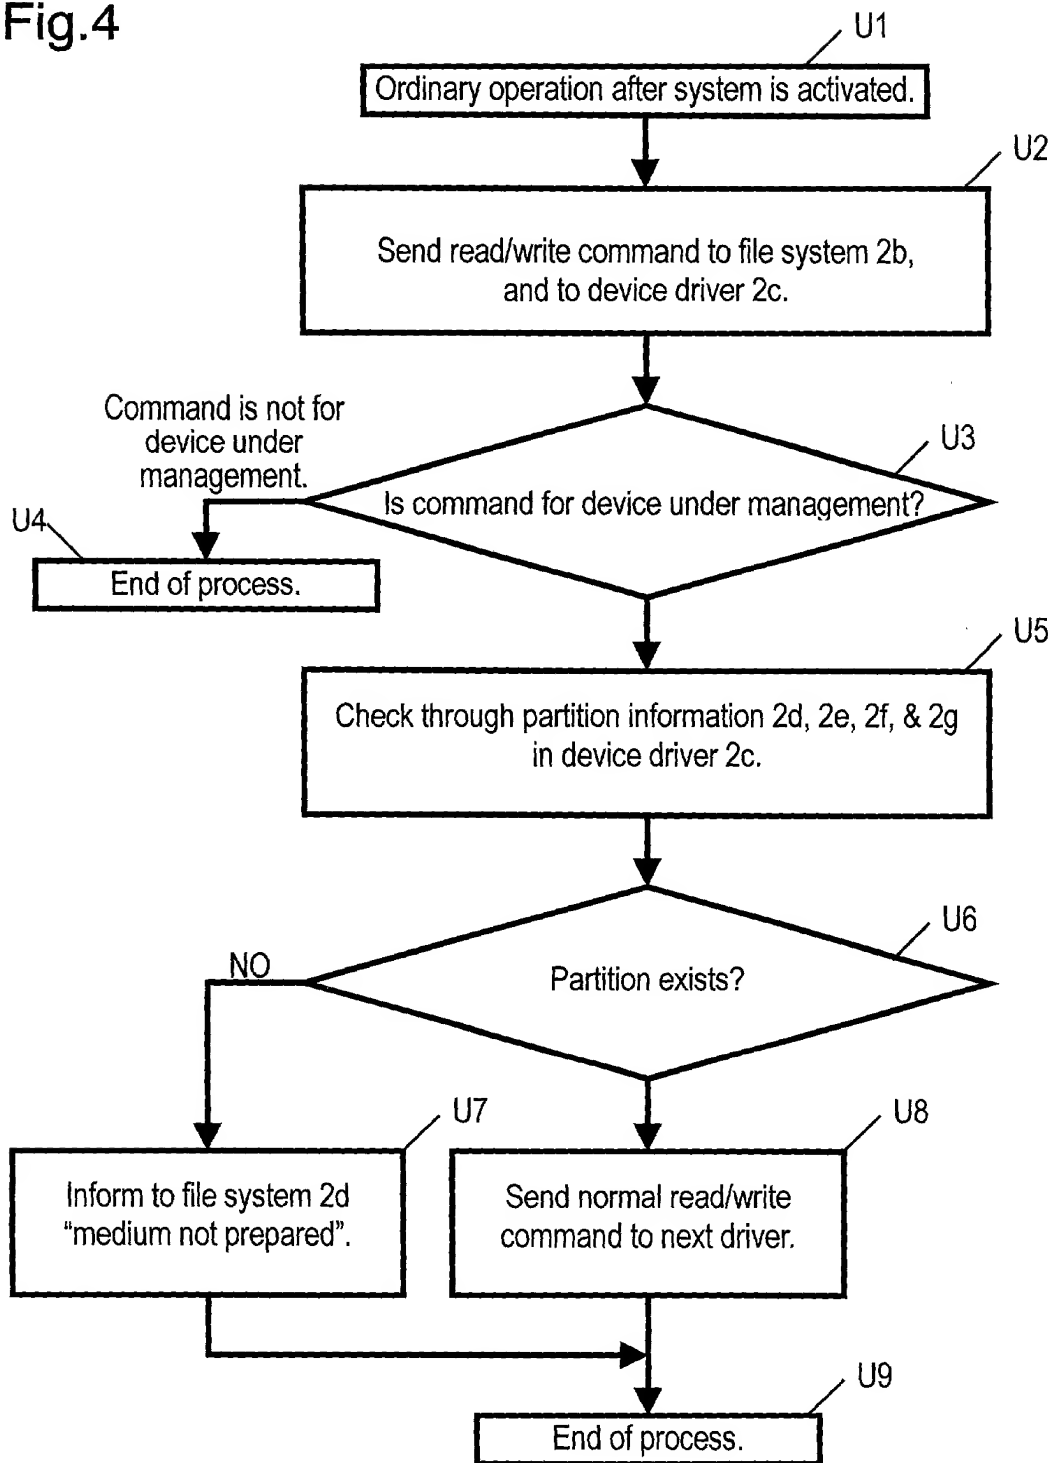 Fig.4
U1
Ordinary operation after system is activated.
U2
Send read/write command to file system 2b,
and to device driver 2c.
Command is not for
device under
management.
U3
Is command for device under management?
U4
End of process.
U5
Check through partition information 2d, 2e, 2f, & 2g
in device driver 2c.
U6
Partition exists?
NO
U7
Inform to file system 2d
“medium not prepared”.
U8
Send normal read/write
command to next driver.
U9
End of process.